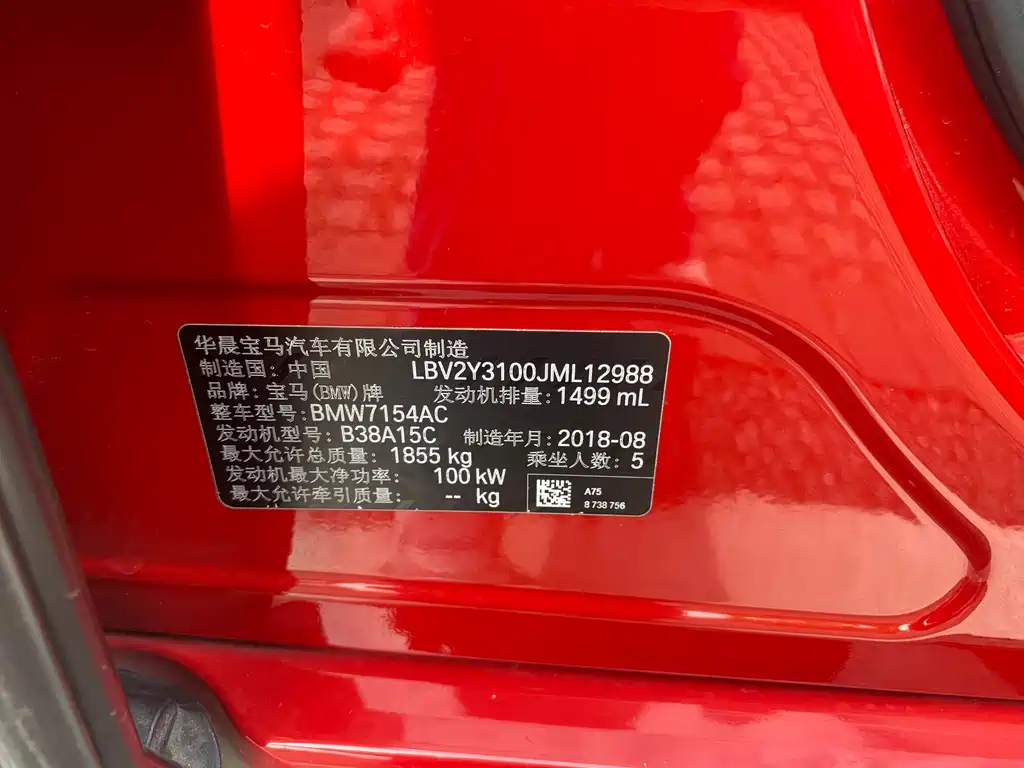 华晨宝马汽车有限公司制造
制造国: 中国 LBV2Y3100JML12988
品牌: 宝马(BMW)牌 发动机排量: 1499 mL
整车型号: BMW7154AC
发动机型号: B38A15C 制造年月: 2018-08
最大允许总质量: 1855 kg 乘坐人数: 5
发动机最大净功率: 100 kW
最大允许牵引质量: -- kg
A75
8 738 756